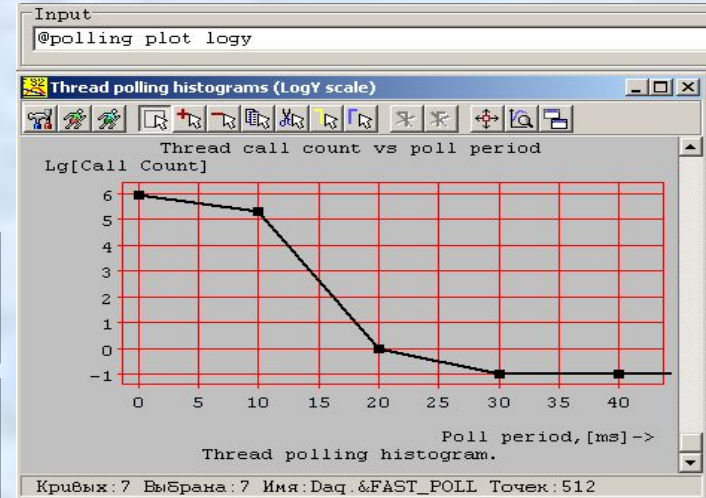 Input
@polling plot logy
Thread polling histograms (LogY scale)
Thread call count vs poll period
Lg[Call Count]
6
5
4
3
2
1
0
-1
0 5 10 15 20 25 30 35 40
Poll period,[ms]->
Thread polling histogram.
Кривых:7 Выбрана:7 Имя:Daq.&FAST_POLL Точек:512